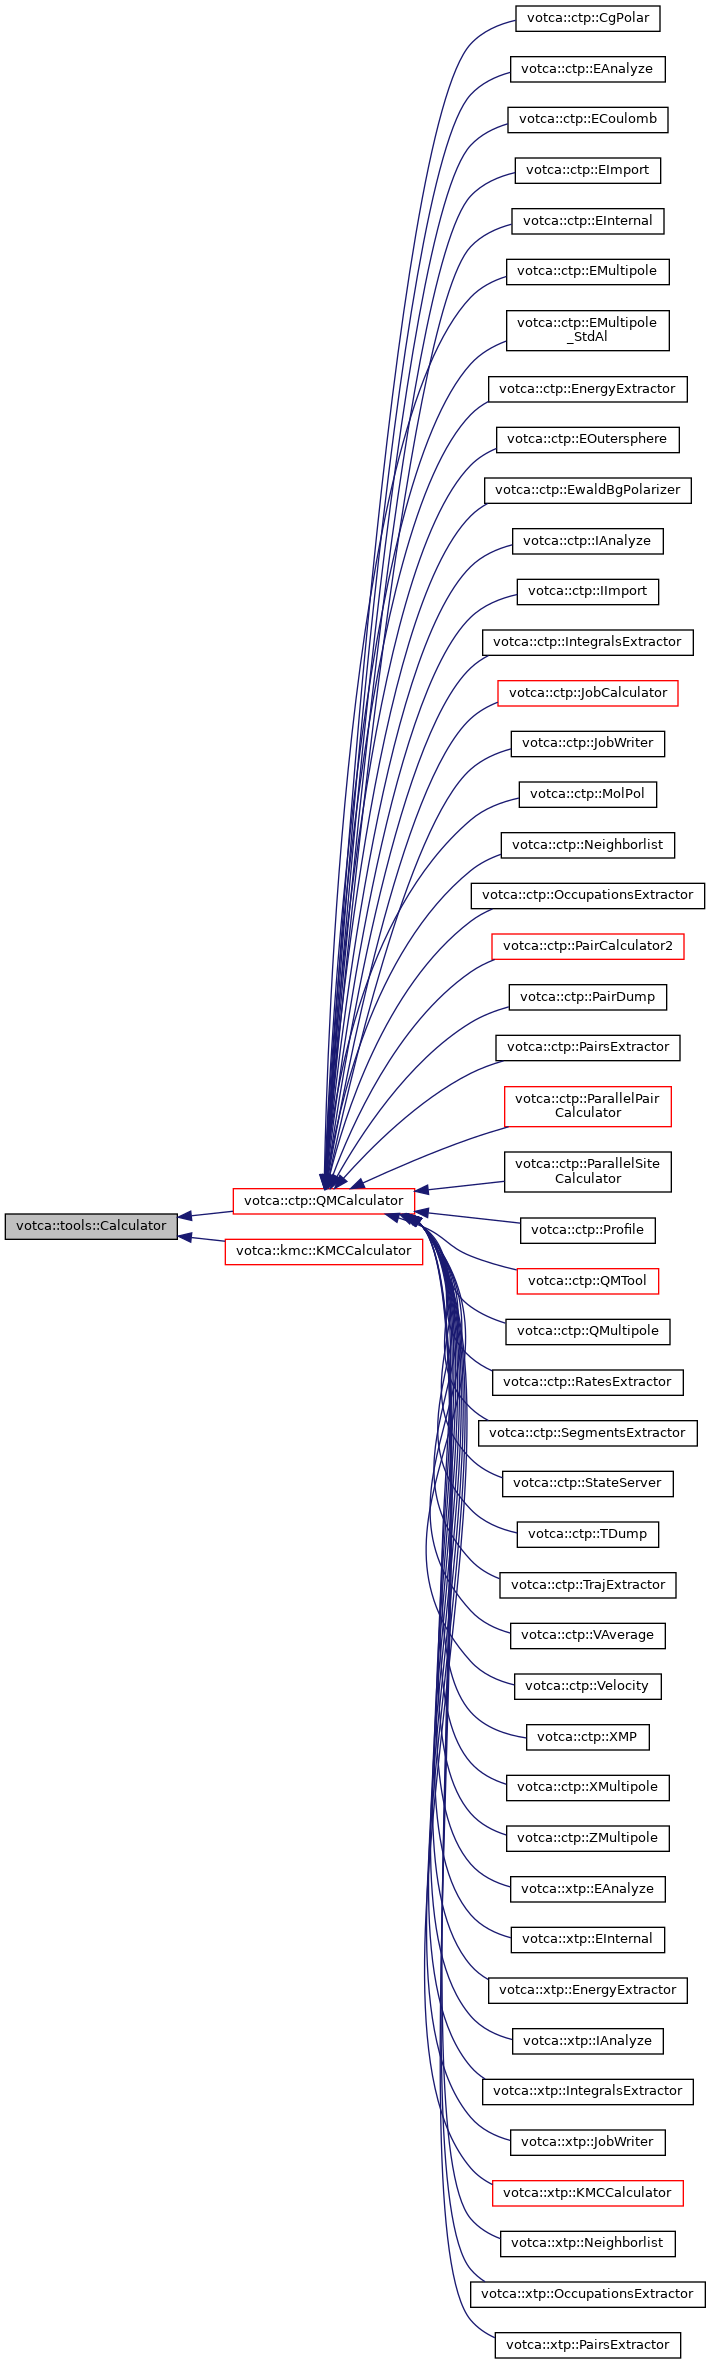 votca::ctp::CgPolar
votca::ctp::EAnalyze
votca::ctp::ECoulomb
votca::ctp::EImport
votca::ctp::EInternal
votca::ctp::EMultipole
votca::ctp::EMultipole
_StdAl
votca::ctp::EnergyExtractor
votca::ctp::EOutersphere
votca::ctp::EwaldBgPolarizer
votca::ctp::IAnalyze
votca::ctp::IImport
votca::ctp::IntegralsExtractor
votca::ctp::JobCalculator
votca::ctp::JobWriter
votca::ctp::MolPol
votca::ctp::Neighborlist
votca::ctp::OccupationsExtractor
votca::ctp::PairCalculator2
votca::ctp::PairDump
votca::ctp::PairsExtractor
votca::ctp::ParallelPair
Calculator
votca::ctp::ParallelSite
Calculator
votca::ctp::QMCalculator
votca::tools::Calculator
votca::kmc::KMCCalculator
votca::ctp::Profile
votca::ctp::QMTool
votca::ctp::QMultipole
votca::ctp::RatesExtractor
votca::ctp::SegmentsExtractor
votca::ctp::StateServer
votca::ctp::TDump
votca::ctp::TrajExtractor
votca::ctp::VAverage
votca::ctp::Velocity
votca::ctp::XMP
votca::ctp::XMultipole
votca::ctp::ZMultipole
votca::xtp::EAnalyze
votca::xtp::EInternal
votca::xtp::EnergyExtractor
votca::xtp::IAnalyze
votca::xtp::IntegralsExtractor
votca::xtp::JobWriter
votca::xtp::KMCCalculator
votca::xtp::Neighborlist
votca::xtp::OccupationsExtractor
votca::xtp::PairsExtractor